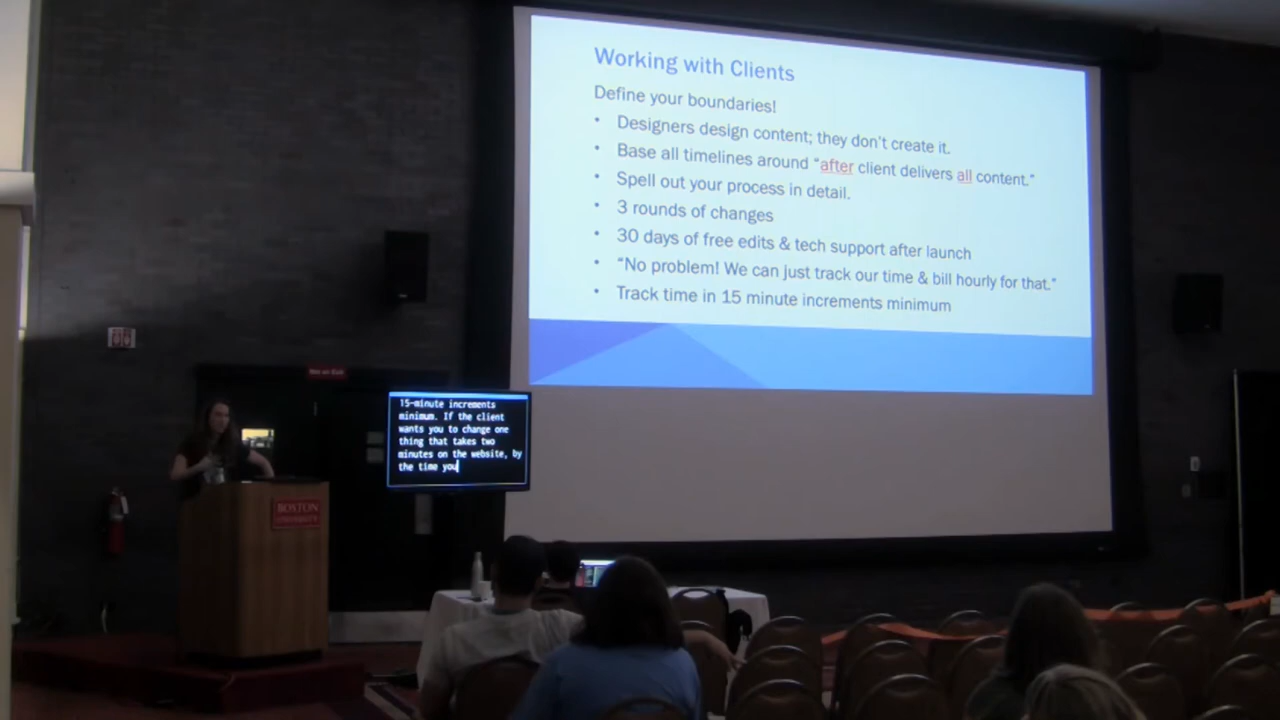 Working with Clients
Define your boundaries!
• Designers design content; they don't create it.
• Base all timelines around “after client delivers all content.”
• Spell out your process in detail.
• 3 rounds of changes
• 30 days of free edits & tech support after launch
• “No problem! We can just track our time & bill hourly for that.”
• Track time in 15 minute increments minimum
Not an Exit
15-minute increments
minimum. If the client
wants you to change one
thing that takes two
minutes on the website, by
the time you
BOSTON
UNIVERSITY